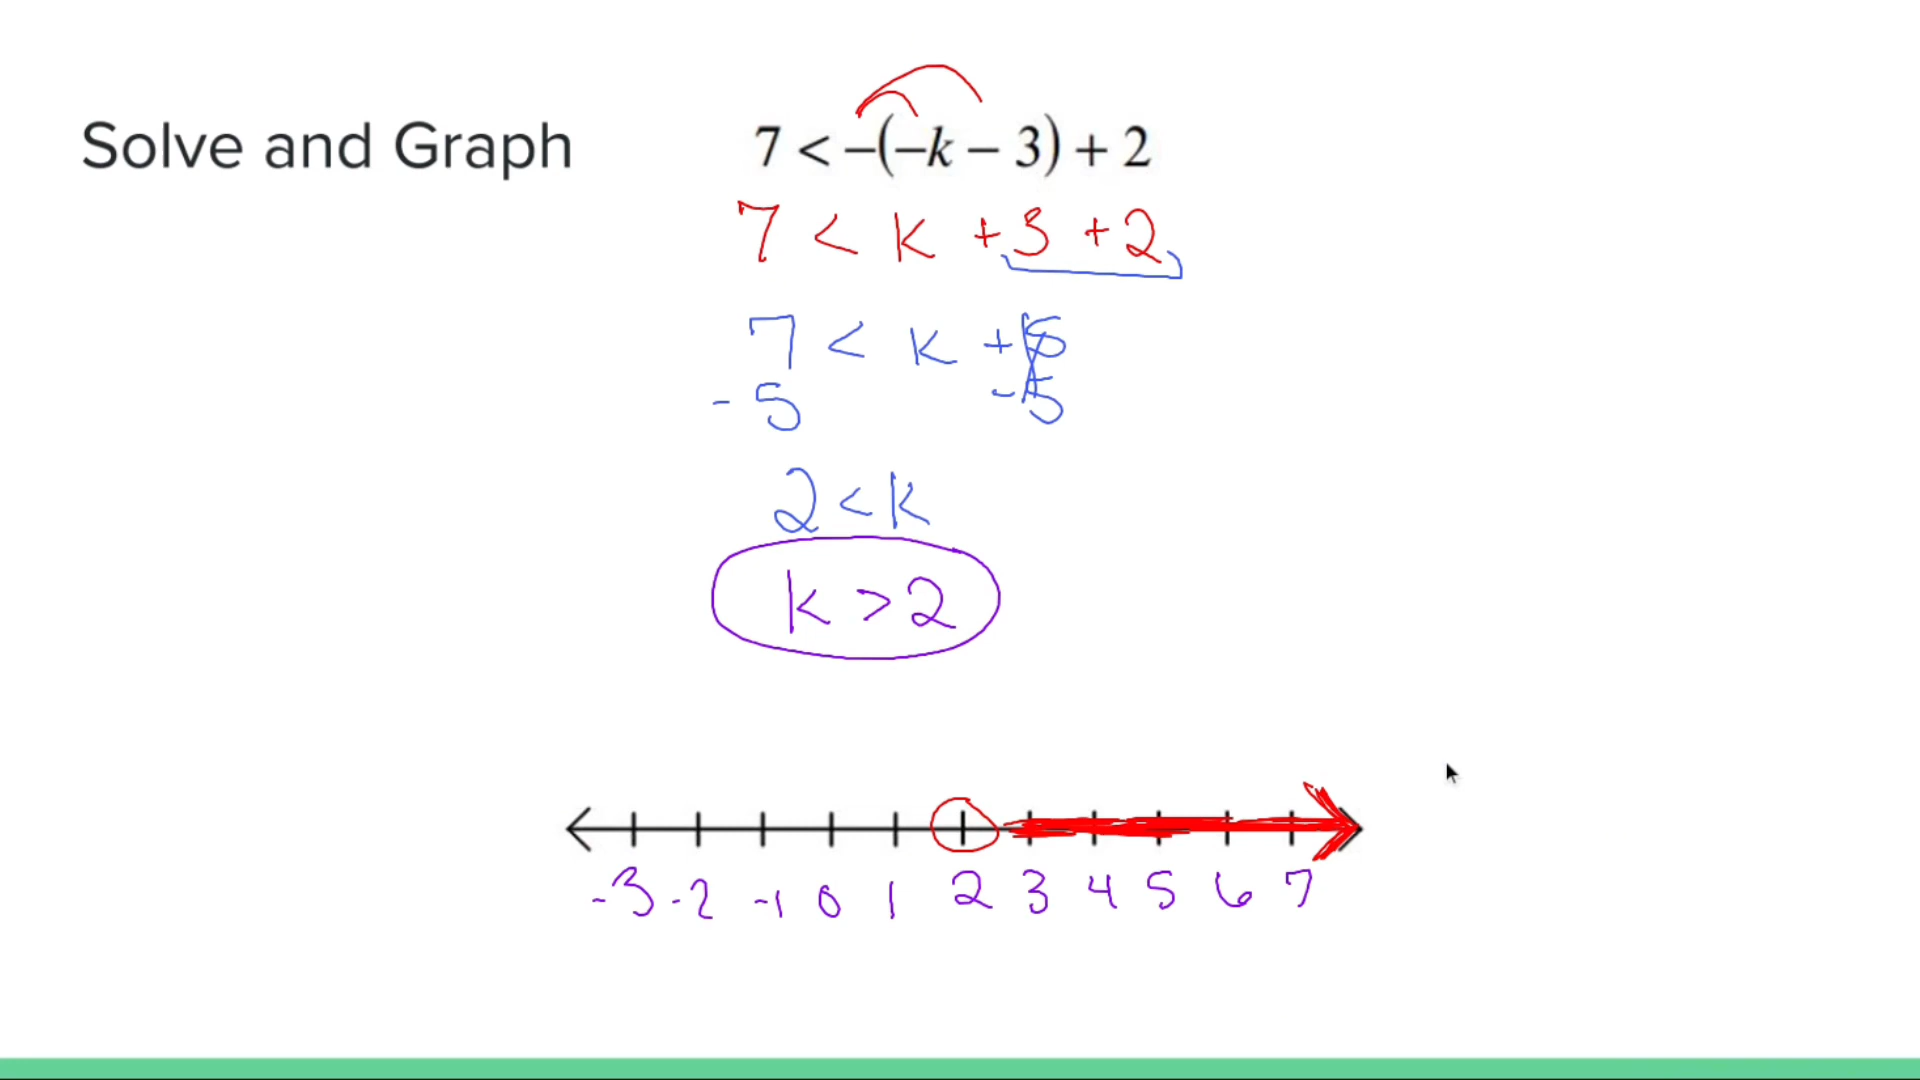 Solve and Graph
7 < −(−k − 3) + 2
7 < k + 3 + 2
7 < k + 5
- 5 - 5
2 < k
k > 2
-3 -2 -1 0 1 2 3 4 5 6 7